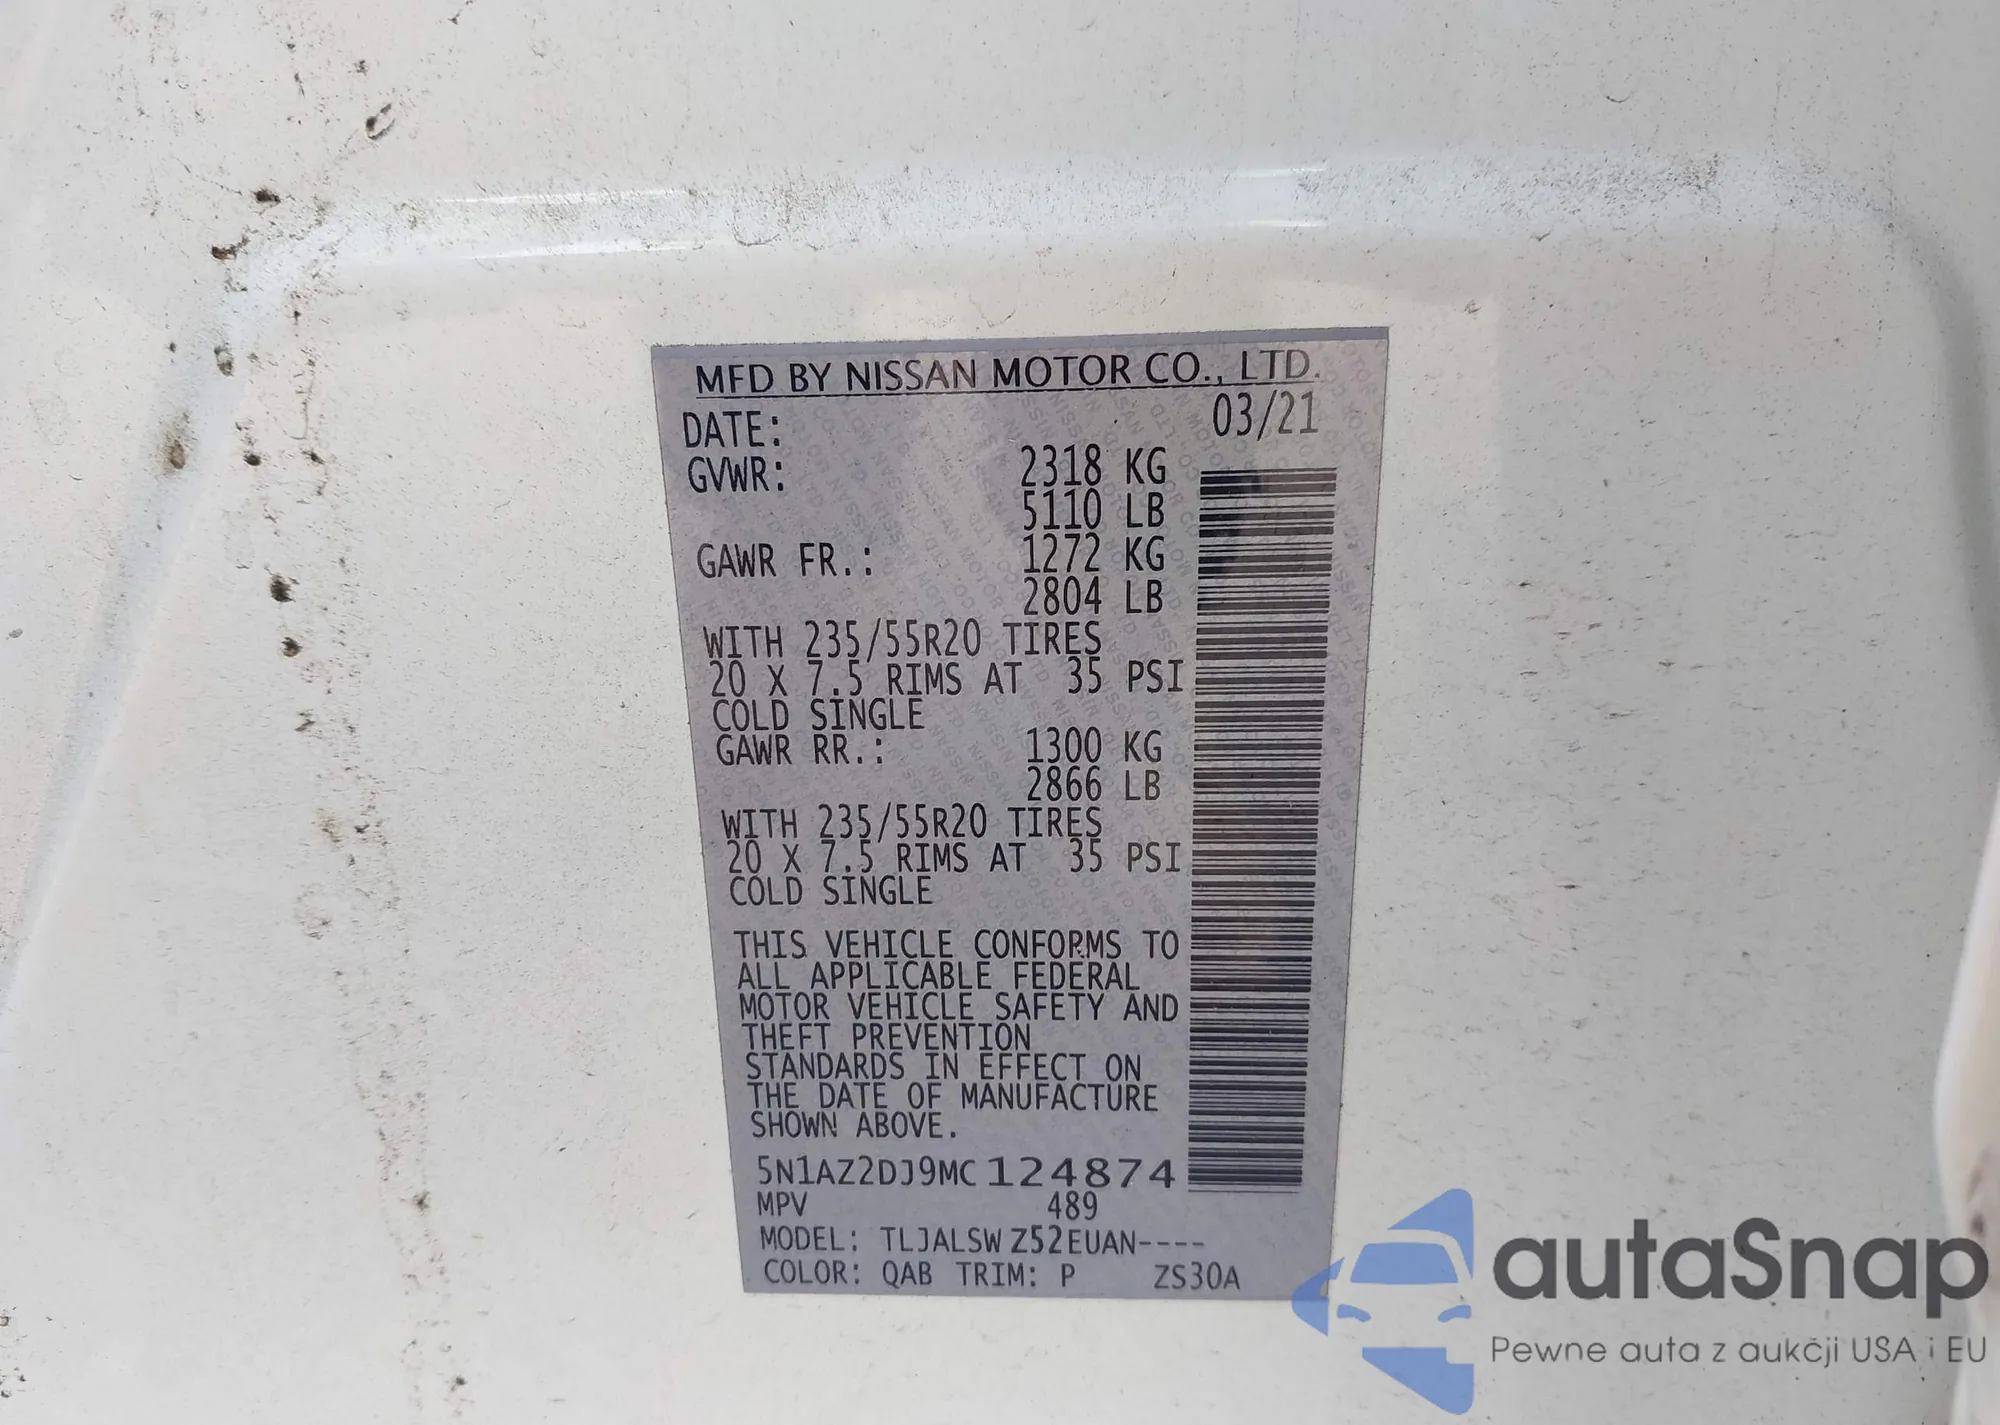 MFD BY NISSAN MOTOR CO., LTD.
DATE: 03/21
GVWR: 2318 KG
5110 LB
GAWR FR.: 1272 KG
2804 LB
WITH 235/55R20 TIRES
20 X 7.5 RIMS AT 35 PSI
COLD SINGLE
GAWR RR.: 1300 KG
2866 LB
WITH 235/55R20 TIRES
20 X 7.5 RIMS AT 35 PSI
COLD SINGLE
THIS VEHICLE CONFORMS TO
ALL APPLICABLE FEDERAL
MOTOR VEHICLE SAFETY AND
THEFT PREVENTION
STANDARDS IN EFFECT ON
THE DATE OF MANUFACTURE
SHOWN ABOVE.
5N1AZ2DJ9MC124874
MPV 489
MODEL: TLJALSW Z52EUAN----
COLOR: QAB TRIM: P ZS30A
autaSnap
Pewne auta z aukcji USA i EU